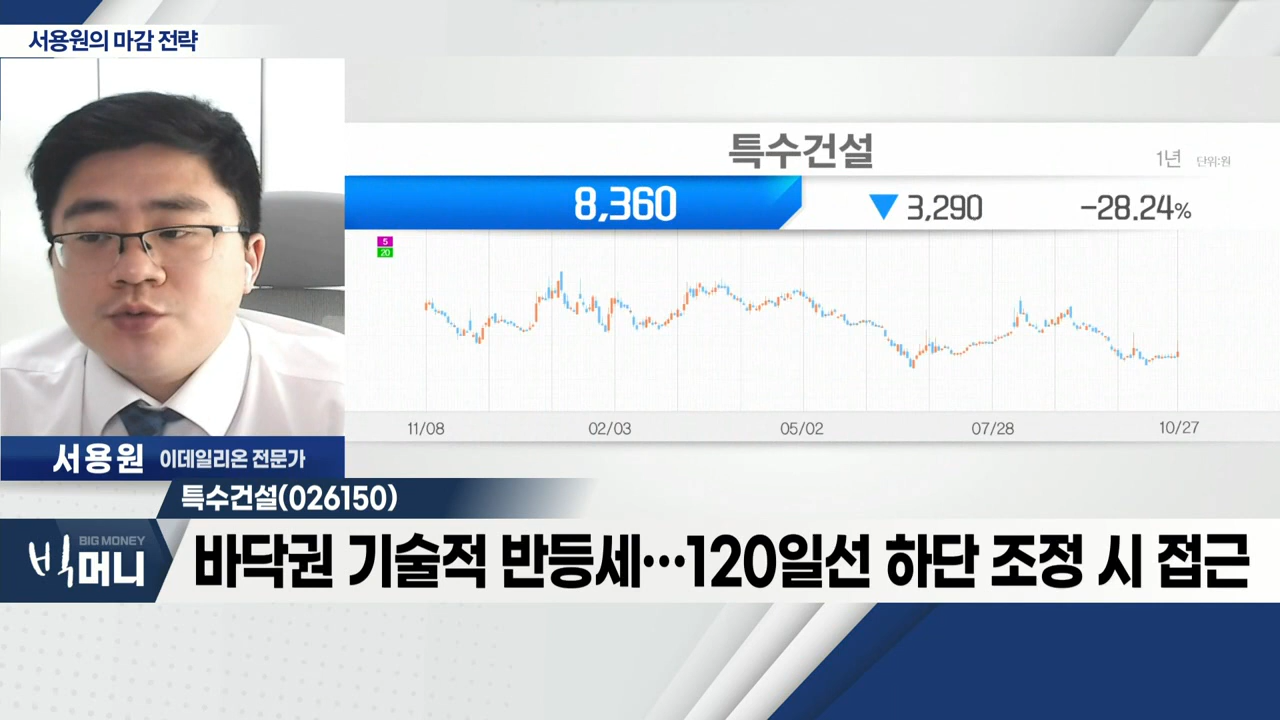 서용원의 마감 전략
특수건설
1년 단위:원
8,360
▼ 3,290
-28.24%
5
20
11/08 02/03 05/02 07/28 10/27
서용원 이데일리온 전문가
특수건설(026150)
BIG MONEY
빅머니
바닥권 기술적 반등세…120일선 하단 조정 시 접근